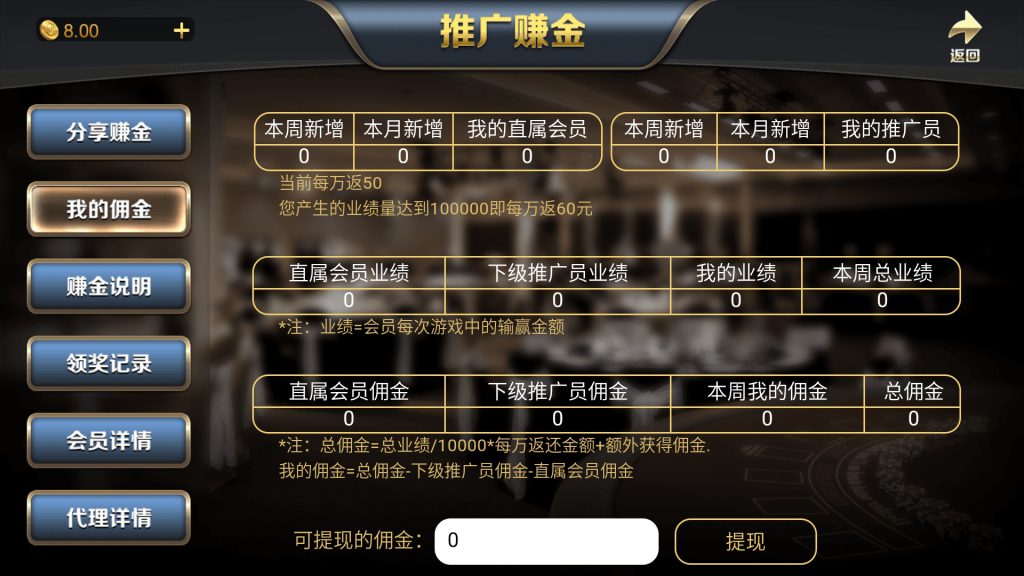 8.00
推广赚金
返回
分享赚金
我的佣金
赚金说明
领奖记录
会员详情
代理详情
本周新增 本月新增 我的直属会员 本周新增 本月新增 我的推广员
0 0 0 0 0 0
当前每万返50
您产生的业绩量达到100000即每万返60元
直属会员业绩 下级推广员业绩 我的业绩 本周总业绩
0 0 0 0
*注：业绩=会员每次游戏中的输赢金额
直属会员佣金 下级推广员佣金 本周我的佣金 总佣金
0 0 0 0
*注：总佣金=总业绩/10000*每万返还金额+额外获得佣金.
我的佣金=总佣金-下级推广员佣金-直属会员佣金
可提现的佣金： 0 提现